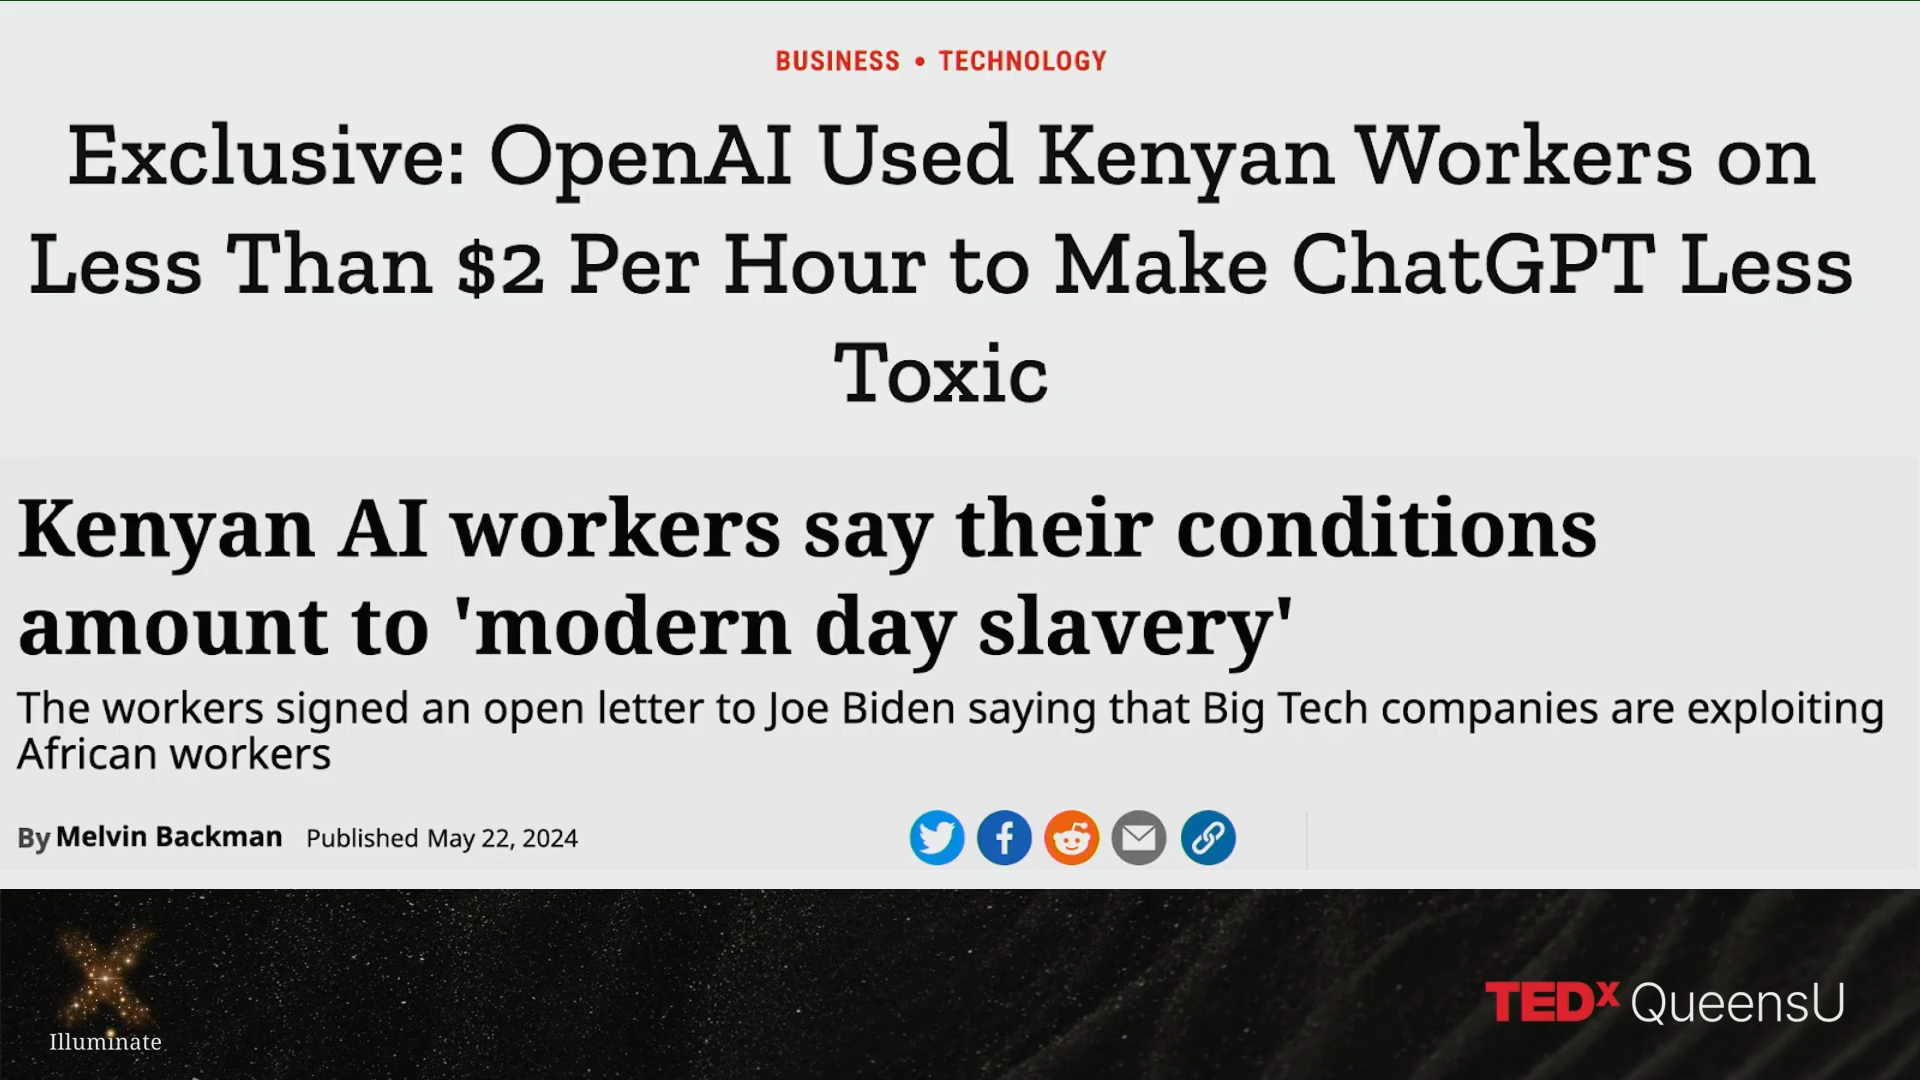 BUSINESS • TECHNOLOGY
Exclusive: OpenAI Used Kenyan Workers on
Less Than $2 Per Hour to Make ChatGPT Less
Toxic
Kenyan AI workers say their conditions
amount to 'modern day slavery'
The workers signed an open letter to Joe Biden saying that Big Tech companies are exploiting
African workers
By Melvin Backman Published May 22, 2024
Illuminate
TEDx QueensU